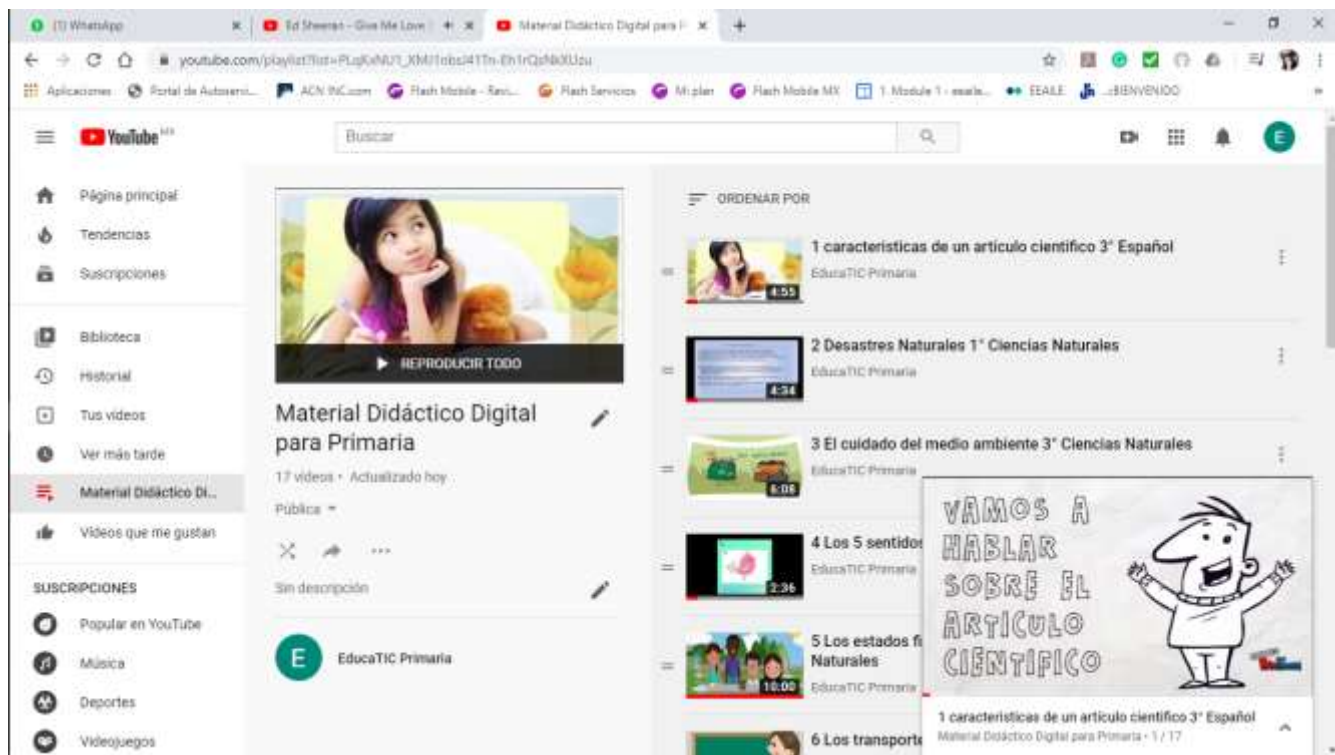 (1) WhatsApp
Ed Sheeran - Give Me Love
Material Didáctico Digital para P
youtube.com/playlist?list=
Aplicaciones
Portal de Autoservi...
ACN INC.com
Flash Mobile - Revi...
Flash Servicios
Mi plan
Flash Mobile MX
1. Module 1 -
EEAILE
..:BIENVENIDO
YouTube MX
Buscar
E
Página principal
Tendencias
Suscripciones
Biblioteca
Historial
Tus videos
Ver más tarde
Material Didáctico Di...
Videos que me gustan
SUSCRIPCIONES
Popular en YouTube
Música
Deportes
Videojuegos
REPRODUCIR TODO
Material Didáctico Digital
para Primaria
17 videos • Actualizado hoy
Pública
Sin descripción
E
EducaTIC Primaria
ORDENAR POR
1 caracteristicas de un artículo científico 3° Español
EducaTIC Primaria
4:55
2 Desastres Naturales 1° Ciencias Naturales
EducaTIC Primaria
4:34
3 El cuidado del medio ambiente 3° Ciencias Naturales
EducaTIC Primaria
6:08
4 Los 5 sentidos
EducaTIC Primaria
2:36
5 Los estados fi
Naturales
EducaTIC Primaria
10:00
6 Los transporte
VAMOS A
HABLAR
SOBRE EL
ARTÍCULO
CIENTIFICO
1 caracteristicas de un artículo científico 3° Español
Material Didáctico Digital para Primaria - 1 / 17